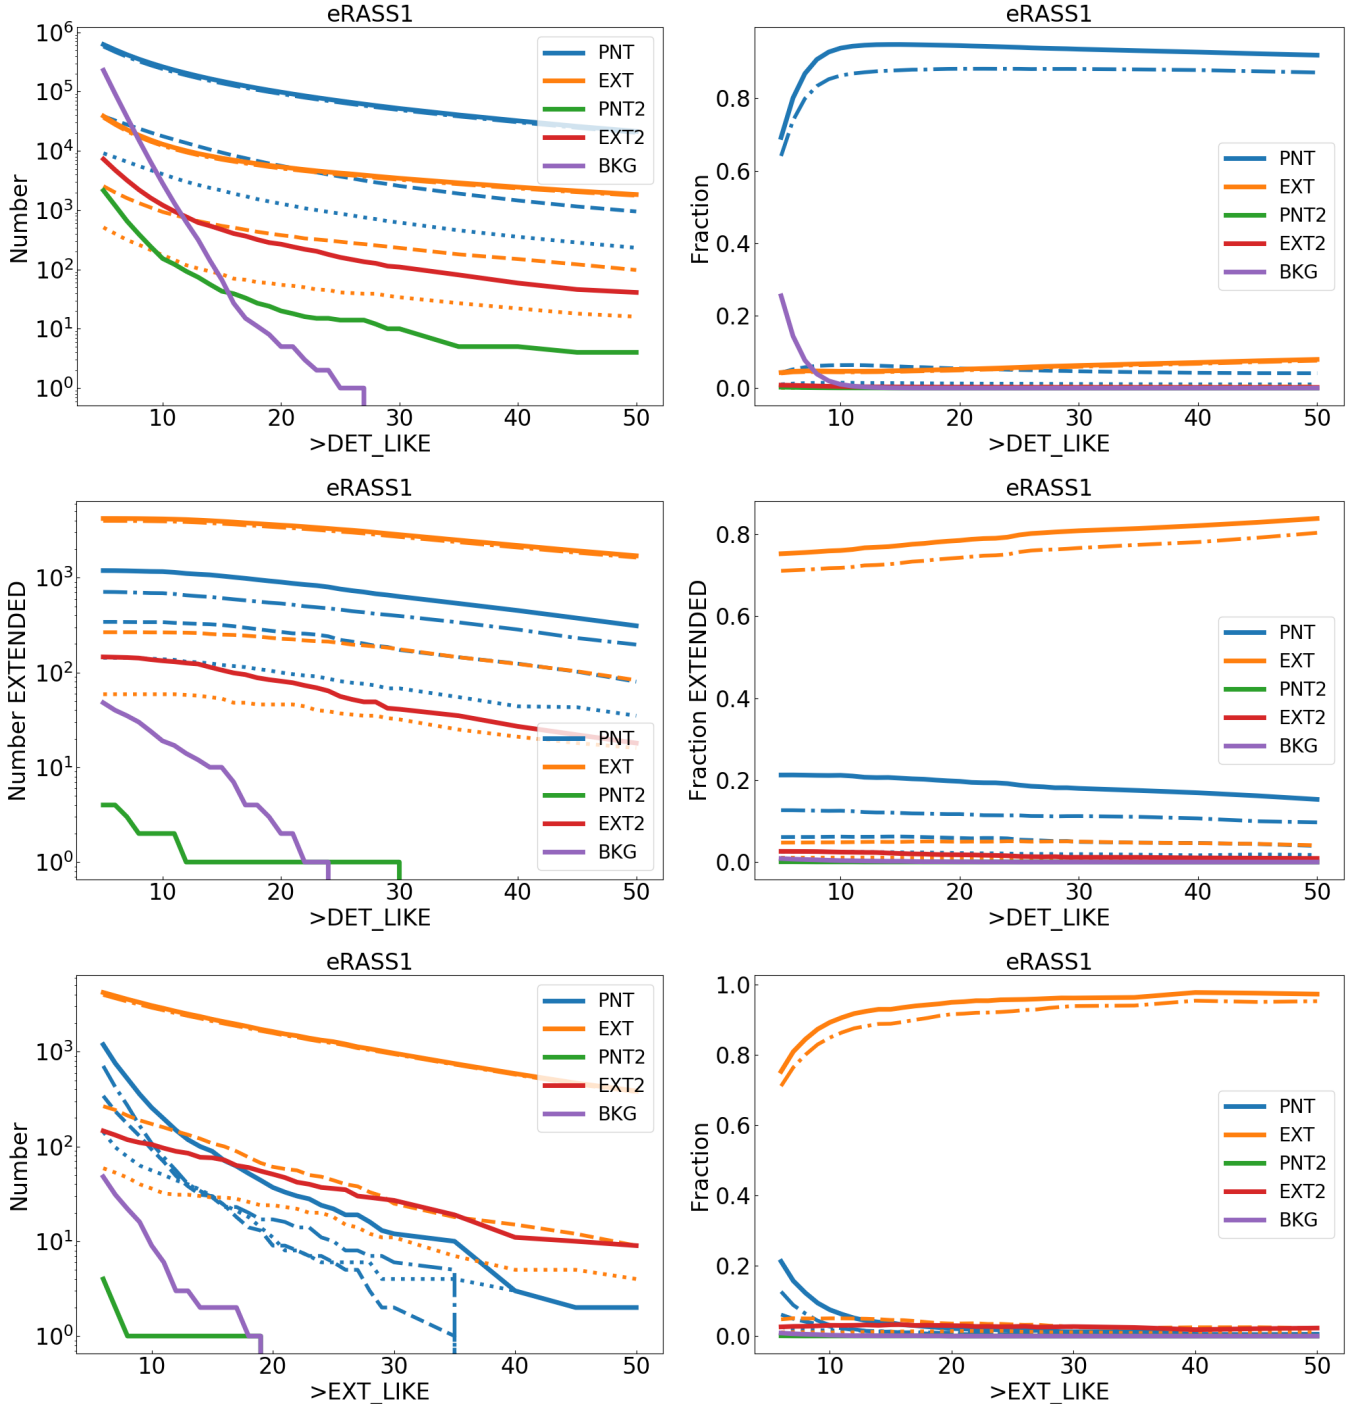 eRASS1
Number
10^6
10^5
10^4
10^3
10^2
10^1
10^0
PNT
EXT
PNT2
EXT2
BKG
10 20 30 40 50
>DET_LIKE
eRASS1
Fraction
0.8
0.6
0.4
0.2
0.0
PNT
EXT
PNT2
EXT2
BKG
10 20 30 40 50
>DET_LIKE
eRASS1
Number EXTENDED
10^3
10^2
10^1
10^0
PNT
EXT
PNT2
EXT2
BKG
10 20 30 40 50
>DET_LIKE
eRASS1
Fraction EXTENDED
0.8
0.6
0.4
0.2
0.0
PNT
EXT
PNT2
EXT2
BKG
10 20 30 40 50
>DET_LIKE
eRASS1
Number
10^3
10^2
10^1
10^0
PNT
EXT
PNT2
EXT2
BKG
10 20 30 40 50
>EXT_LIKE
eRASS1
Fraction
1.0
0.8
0.6
0.4
0.2
0.0
PNT
EXT
PNT2
EXT2
BKG
10 20 30 40 50
>EXT_LIKE